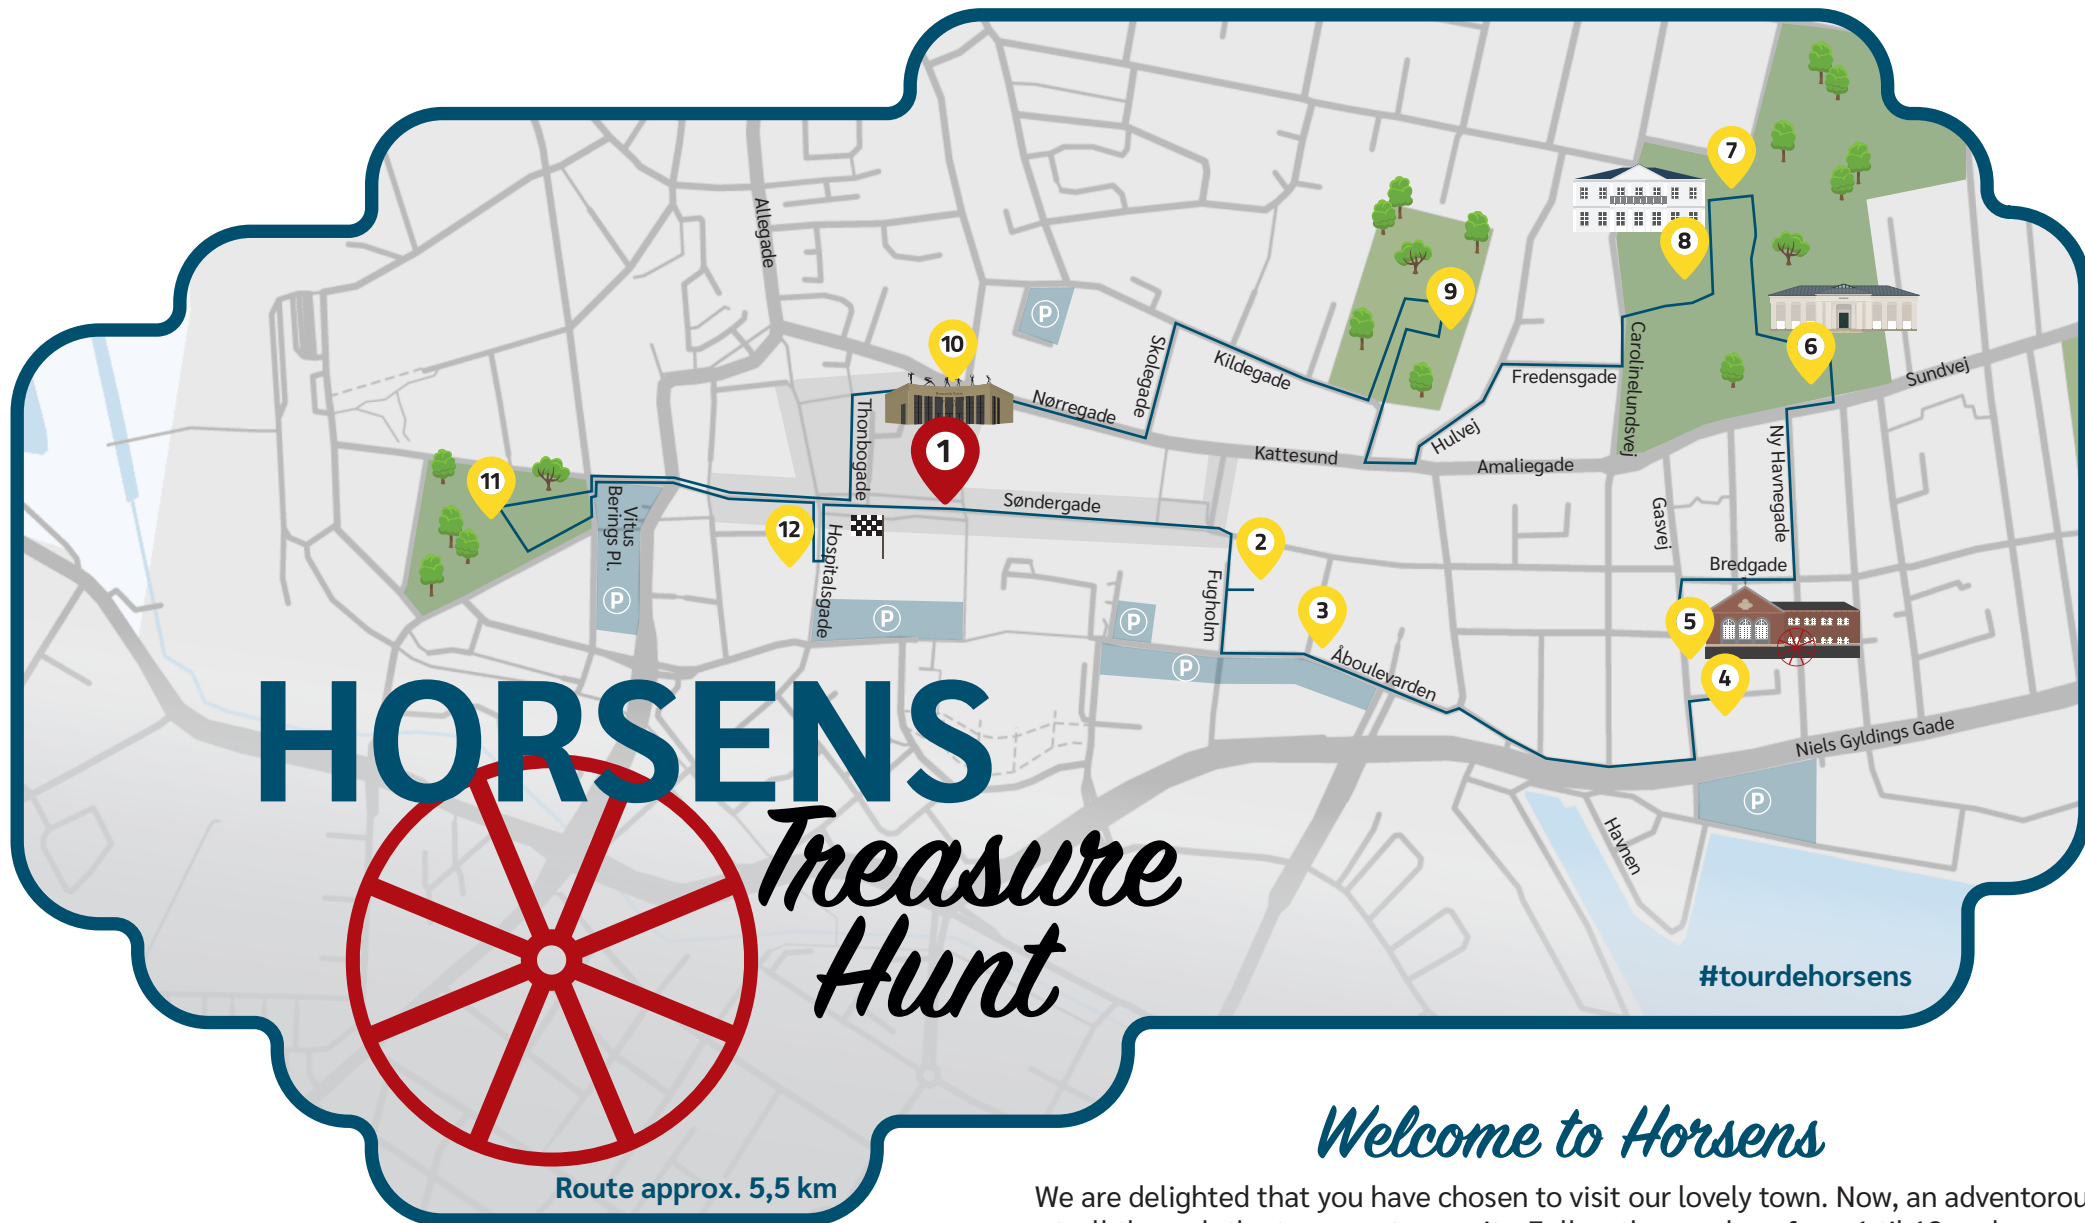 Allegade
7
8
9
10
6
Skolegade
Kildegade
Carolinelundsvej
Fredensgade
Sundvej
Nørregade
Thonbogade
Hulvej
Kattesund
Amaliegade
Ny Havnegade
1
11
Søndergade
Gasvej
Vitus
Berings Pl.
12
Hospitalsgade
2
Bredgade
Fugholm
3
5
4
P
P
P
P
P
P
Åboulevarden
Niels Gyldings Gade
Havnen
HORSENS
Treasure
Hunt
#tourdehorsens
Route approx. 5,5 km
Welcome to Horsens
We are delighted that you have chosen to visit our lovely town. Now, an adventorou